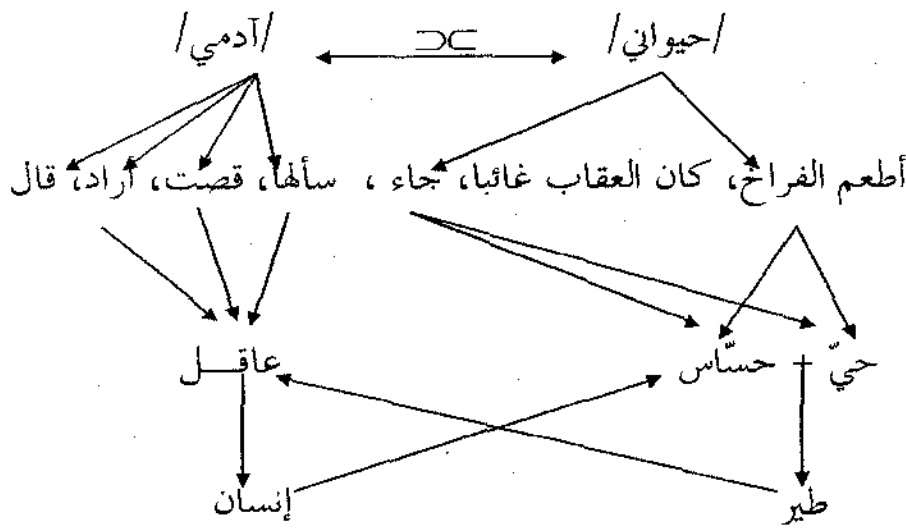 /حيواني/ ⊃⊂ /آدمي/
أطعم الفراخ، كان العقاب غائبا، جاء ، سألها، قصت، أراد، قال
حيّ + حسّاس عاقـــل
طير إنسان